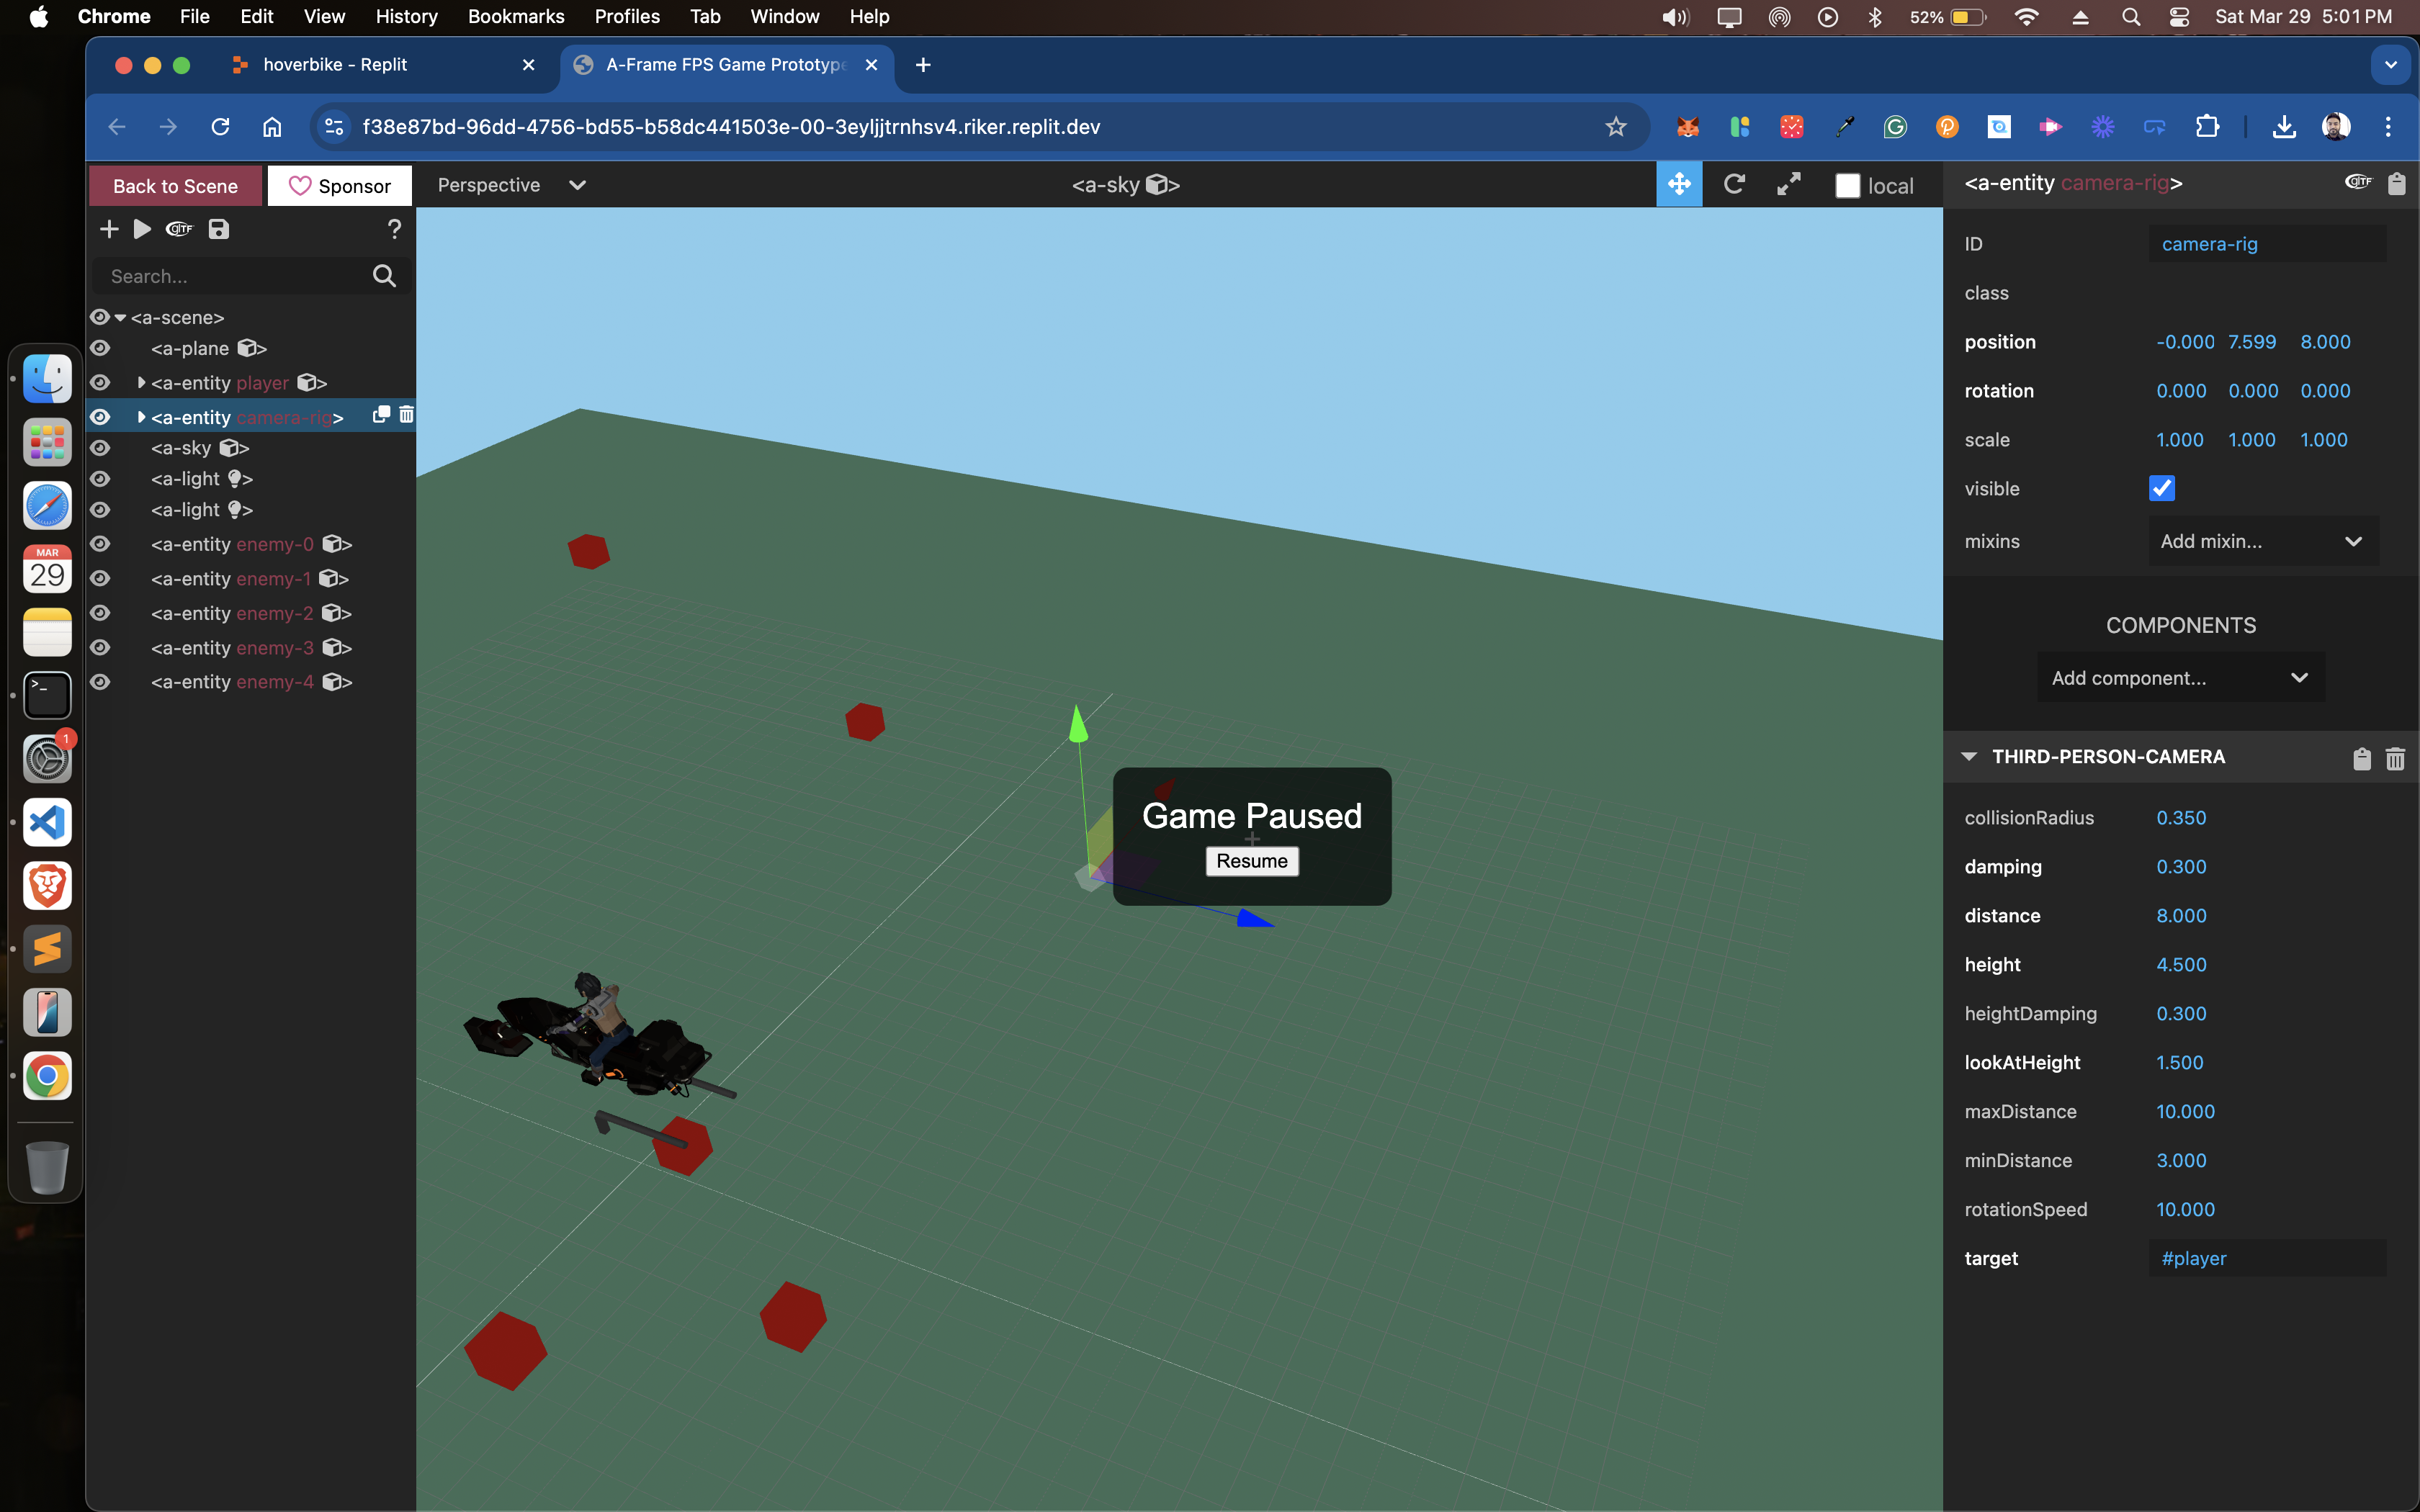 Chrome File Edit View History Bookmarks Profiles Tab Window Help 52% Sat Mar 29 5:01 PM
hoverbike - Replit A-Frame FPS Game Prototype
f38e87bd-96dd-4756-bd55-b58dc441503e-00-3eyljjtrnhsv4.riker.replit.dev
Back to Scene Sponsor Perspective <a-sky > local
glTF ?
Search...
<a-scene>
<a-plane >
<a-entity player >
<a-entity camera-rig>
<a-sky >
<a-light >
<a-light >
<a-entity enemy-0 >
<a-entity enemy-1 >
<a-entity enemy-2 >
<a-entity enemy-3 >
<a-entity enemy-4 >
MAR
29
1
Game Paused
Resume
<a-entity camera-rig> glTF
ID camera-rig
class
position -0.000 7.599 8.000
rotation 0.000 0.000 0.000
scale 1.000 1.000 1.000
visible
mixins Add mixin...
COMPONENTS
Add component...
THIRD-PERSON-CAMERA
collisionRadius 0.350
damping 0.300
distance 8.000
height 4.500
heightDamping 0.300
lookAtHeight 1.500
maxDistance 10.000
minDistance 3.000
rotationSpeed 10.000
target #player